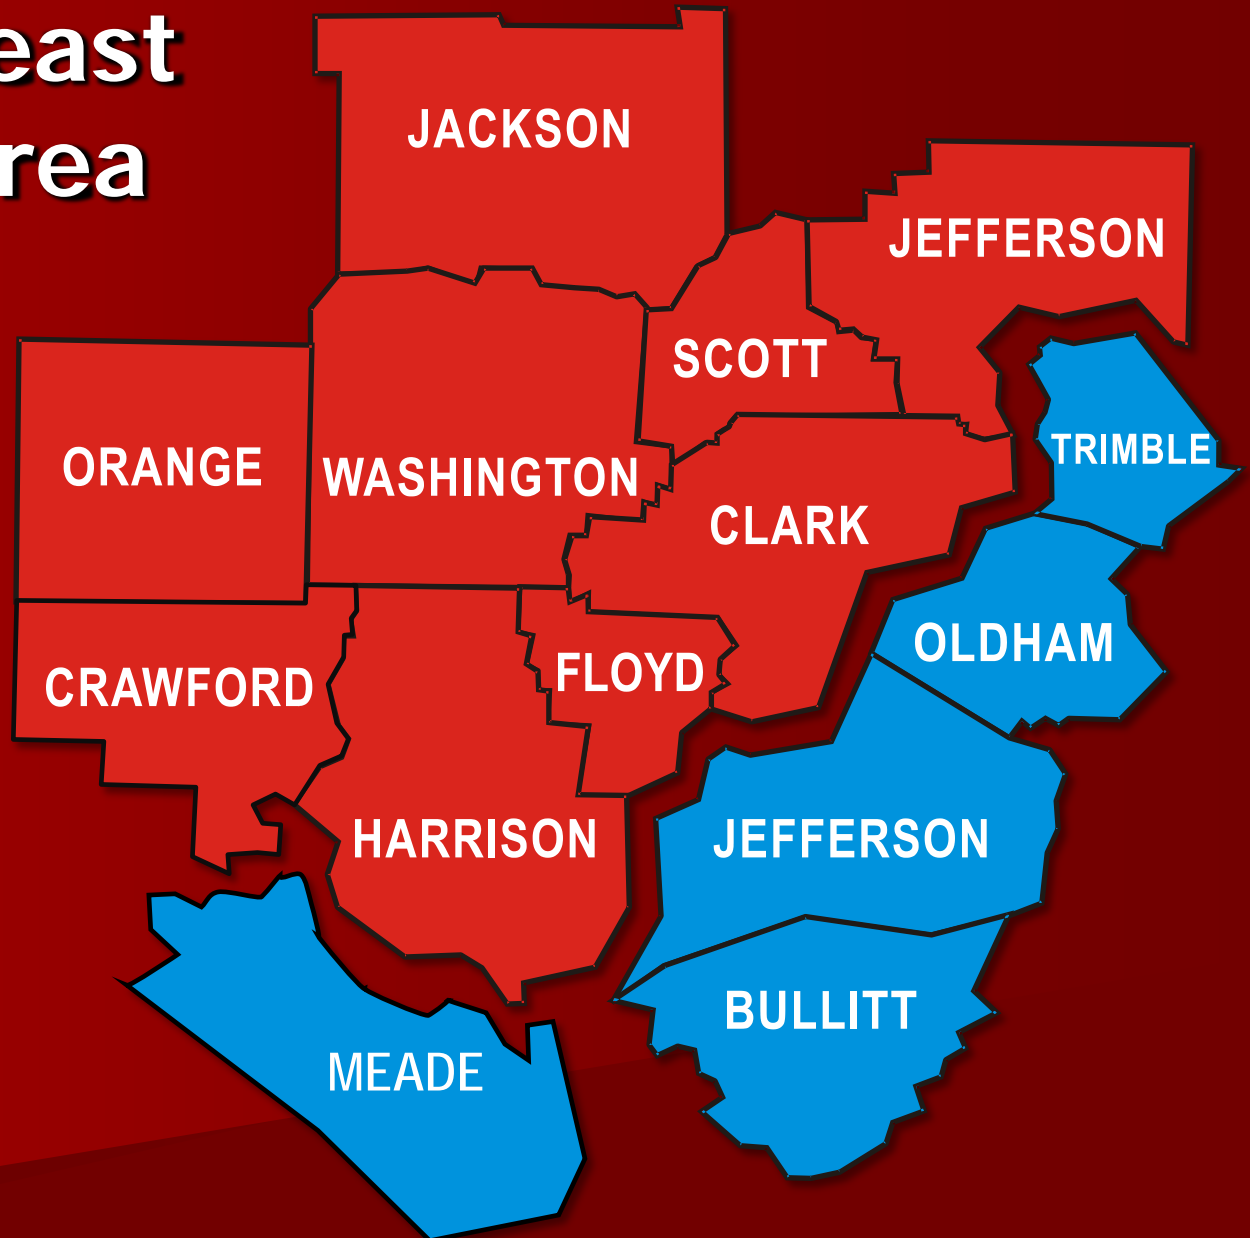 east
rea
JACKSON
JEFFERSON
SCOTT
ORANGE
WASHINGTON
TRIMBLE
CLARK
OLDHAM
FLOYD
CRAWFORD
HARRISON
JEFFERSON
BULLITT
MEADE